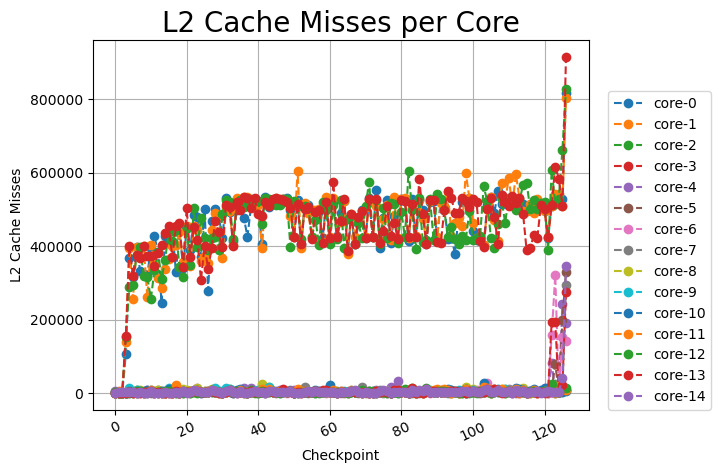 L2 Cache Misses per Core
L2 Cache Misses
800000
600000
400000
200000
0
0
20
40
60
80
100
120
Checkpoint
core-0
core-1
core-2
core-3
core-4
core-5
core-6
core-7
core-8
core-9
core-10
core-11
core-12
core-13
core-14